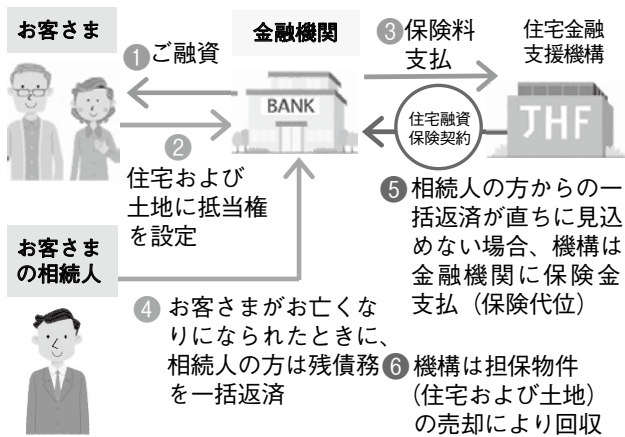 お客さま
金融機関
住宅金融
支援機構
❶ご融資
❸保険料
支払
BANK
JHF
住宅融資
保険契約
❷
住宅および
土地に抵当権
を設定
❺相続人の方からの一
括返済が直ちに見込
めない場合、機構は
金融機関に保険金
支払（保険代位）
お客さま
の相続人
❹ お客さまがお亡くな
りになられたときに、
相続人の方は残債務
を一括返済
❻機構は担保物件
（住宅および土地）
の売却により回収